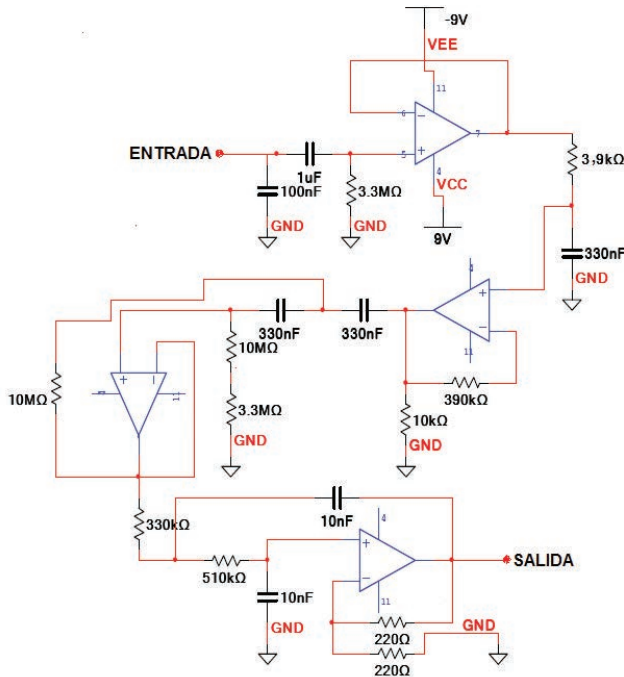 -9V
VEE
11
6
7
ENTRADA
5
1uF
100nF
3.3MΩ
4
VCC
GND
GND
9V
3,9kΩ
330nF
GND
4
11
390kΩ
10kΩ
GND
330nF
330nF
10MΩ
3.3MΩ
GND
10MΩ
11
330kΩ
10nF
510kΩ
10nF
GND
4
11
SALIDA
220Ω
GND
220Ω